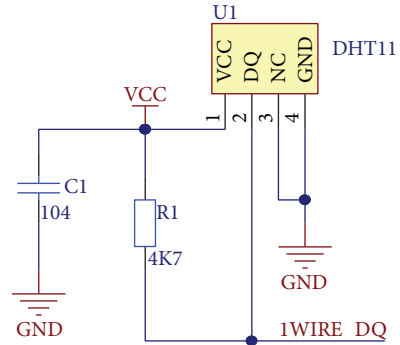 U1
DHT11
VCC
DQ
NC
GND
1
2
3
4
VCC
C1
104
R1
4K7
GND
GND
1WIRE DQ